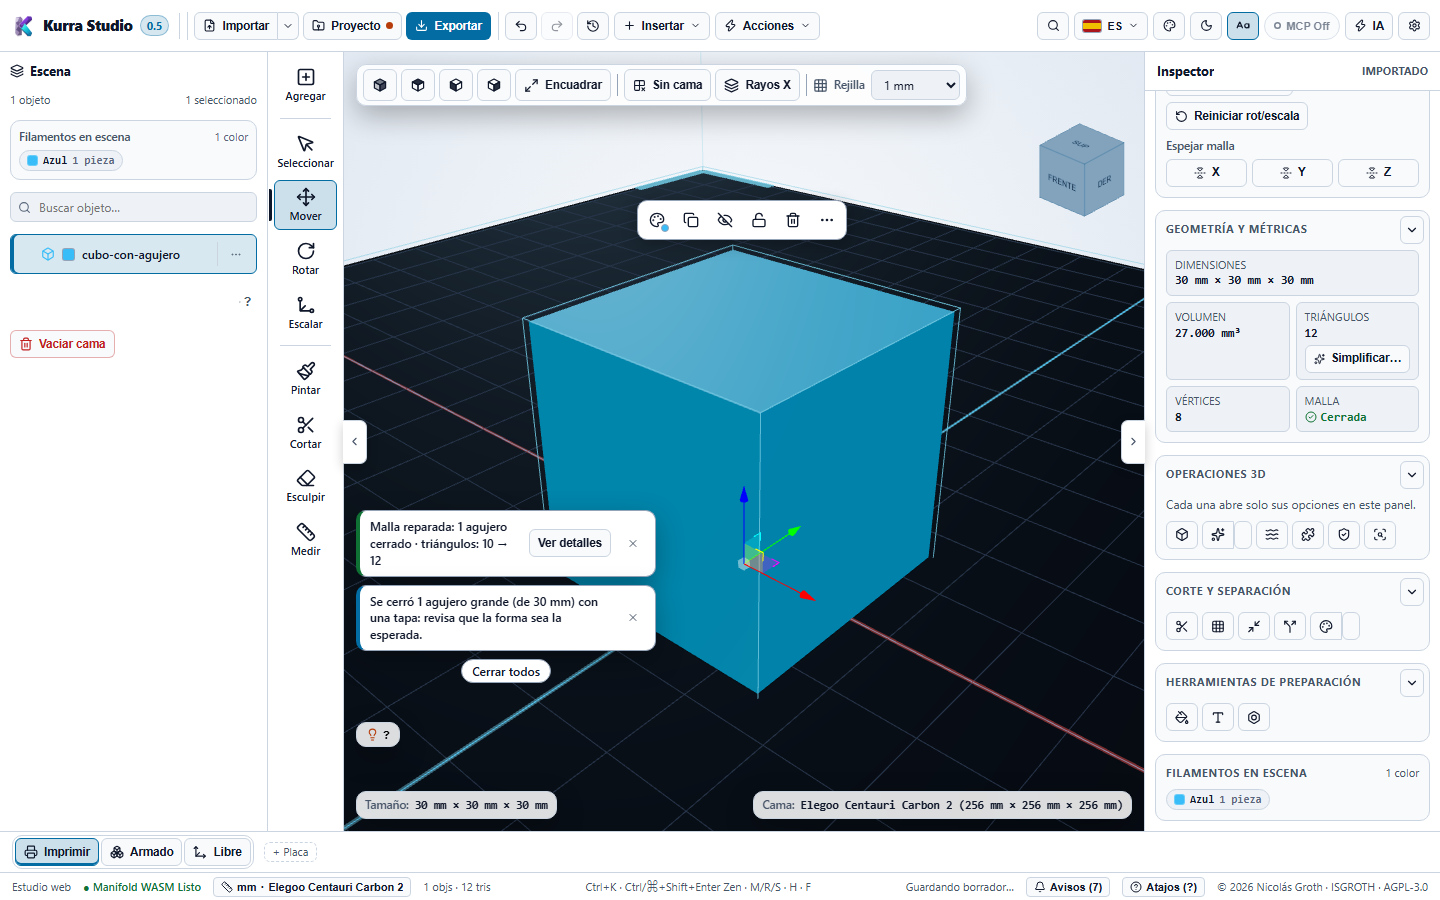 Kurra Studio
0.5
Importar
Proyecto
Exportar
Insertar
Acciones
ES
Aa
MCP Off
IA
Escena
1 objeto
1 seleccionado
Filamentos en escena
1 color
Azul 1 pieza
Buscar objeto...
cubo-con-agujero
?
Vaciar cama
Agregar
Seleccionar
Mover
Rotar
Escalar
Pintar
Cortar
Esculpir
Medir
Encuadrar
Sin cama
Rayos X
Rejilla
1 mm
SUP
FRENTE
DER
Malla reparada: 1 agujero
cerrado · triángulos: 10 →
12
Ver detalles
Se cerró 1 agujero grande (de 30 mm) con
una tapa: revisa que la forma sea la
esperada.
Cerrar todos
?
Tamaño: 30 mm × 30 mm × 30 mm
Cama: Elegoo Centauri Carbon 2 (256 mm × 256 mm × 256 mm)
Inspector
IMPORTADO
Reiniciar rot/escala
Espejar malla
X
Y
Z
GEOMETRÍA Y MÉTRICAS
DIMENSIONES
30 mm × 30 mm × 30 mm
VOLUMEN
27.000 mm³
TRIÁNGULOS
12
Simplificar...
VÉRTICES
8
MALLA
Cerrada
OPERACIONES 3D
Cada una abre solo sus opciones en este panel.
CORTE Y SEPARACIÓN
HERRAMIENTAS DE PREPARACIÓN
FILAMENTOS EN ESCENA
1 color
Azul 1 pieza
Imprimir
Armado
Libre
+ Placa
Estudio web
Manifold WASM Listo
mm · Elegoo Centauri Carbon 2
1 objs · 12 tris
Ctrl+K · Ctrl/⌘+Shift+Enter Zen · M/R/S · H · F
Guardando borrador...
Avisos (7)
Atajos (?)
© 2026 Nicolás Groth · ISGROTH · AGPL-3.0